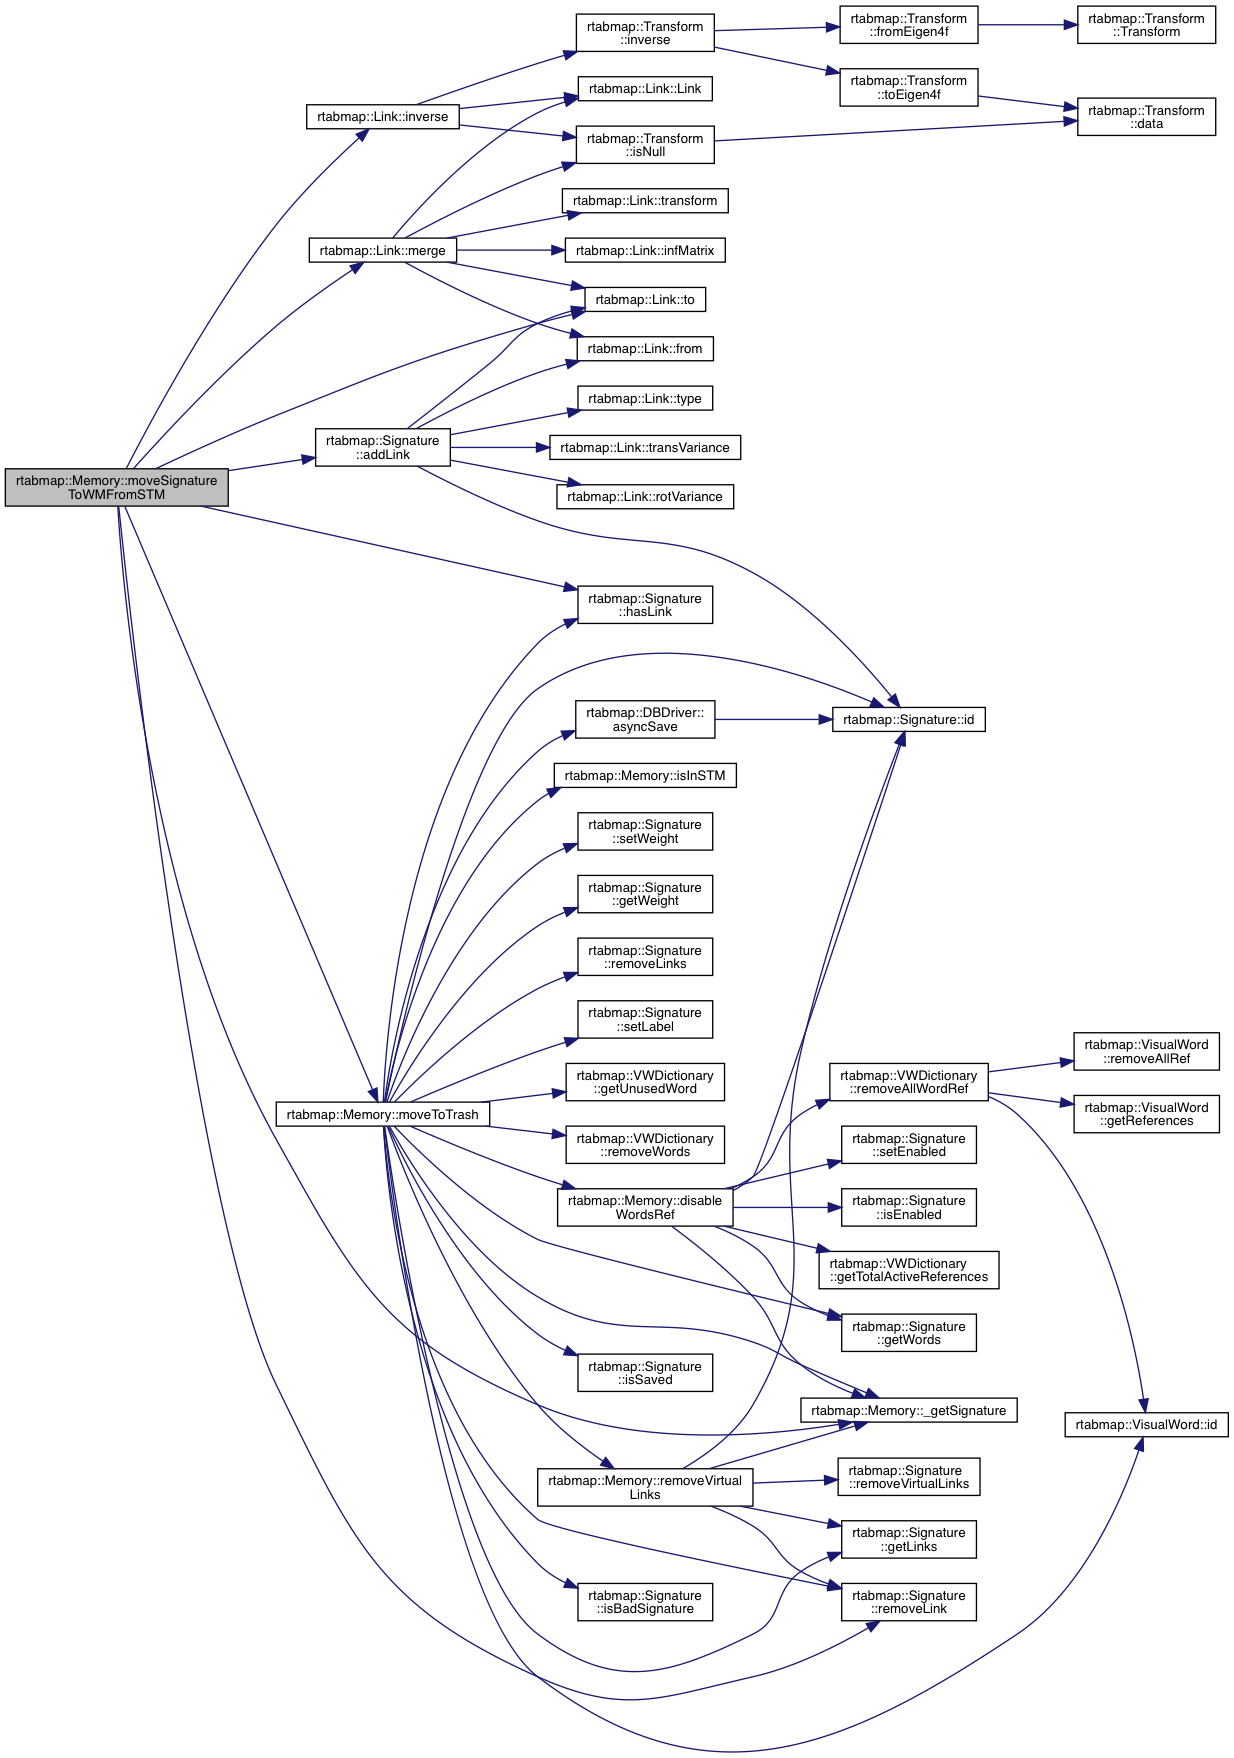 rtabmap::Memory::moveSignature
ToWMFromSTM
rtabmap::Link::inverse
rtabmap::Link::merge
rtabmap::Signature
::addLink
rtabmap::Memory::moveToTrash
rtabmap::Transform
::inverse
rtabmap::Link::Link
rtabmap::Transform
::isNull
rtabmap::Link::transform
rtabmap::Link::infMatrix
rtabmap::Link::to
rtabmap::Link::from
rtabmap::Link::type
rtabmap::Link::transVariance
rtabmap::Link::rotVariance
rtabmap::Signature
::hasLink
rtabmap::DBDriver::
asyncSave
rtabmap::Memory::isInSTM
rtabmap::Signature
::setWeight
rtabmap::Signature
::getWeight
rtabmap::Signature
::removeLinks
rtabmap::Signature
::setLabel
rtabmap::VWDictionary
::getUnusedWord
rtabmap::VWDictionary
::removeWords
rtabmap::Memory::disable
WordsRef
rtabmap::Signature
::isSaved
rtabmap::Memory::removeVirtual
Links
rtabmap::Signature
::isBadSignature
rtabmap::Transform
::fromEigen4f
rtabmap::Transform
::toEigen4f
rtabmap::Signature::id
rtabmap::VWDictionary
::removeAllWordRef
rtabmap::Signature
::setEnabled
rtabmap::Signature
::isEnabled
rtabmap::VWDictionary
::getTotalActiveReferences
rtabmap::Signature
::getWords
rtabmap::Memory::_getSignature
rtabmap::Signature
::removeVirtualLinks
rtabmap::Signature
::getLinks
rtabmap::Signature
::removeLink
rtabmap::Transform
::Transform
rtabmap::Transform
::data
rtabmap::VisualWord
::removeAllRef
rtabmap::VisualWord
::getReferences
rtabmap::VisualWord::id